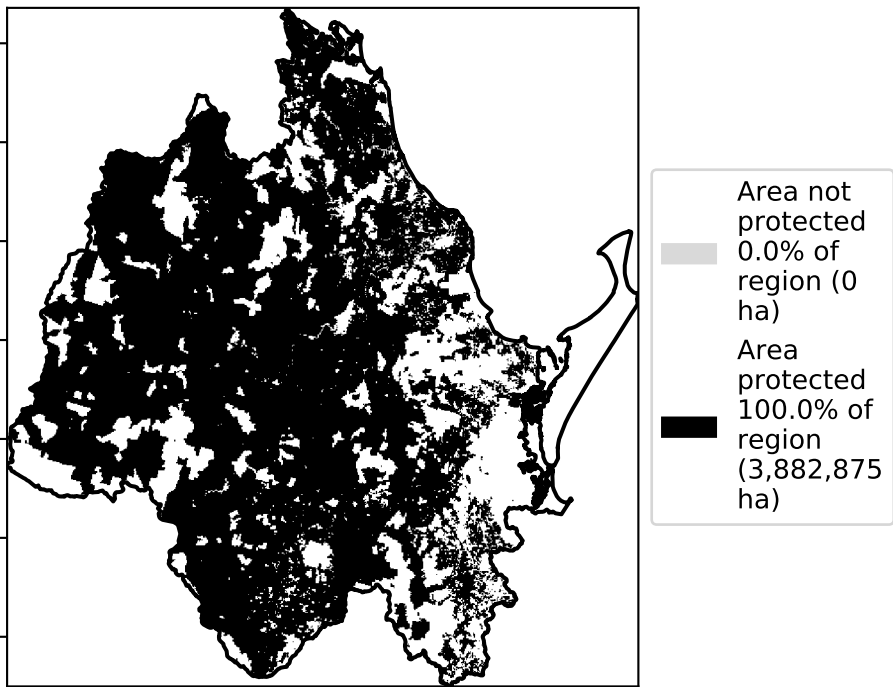 Area not
protected
0.0% of
region (0
ha)
Area
protected
100.0% of
region
(3,882,875
ha)